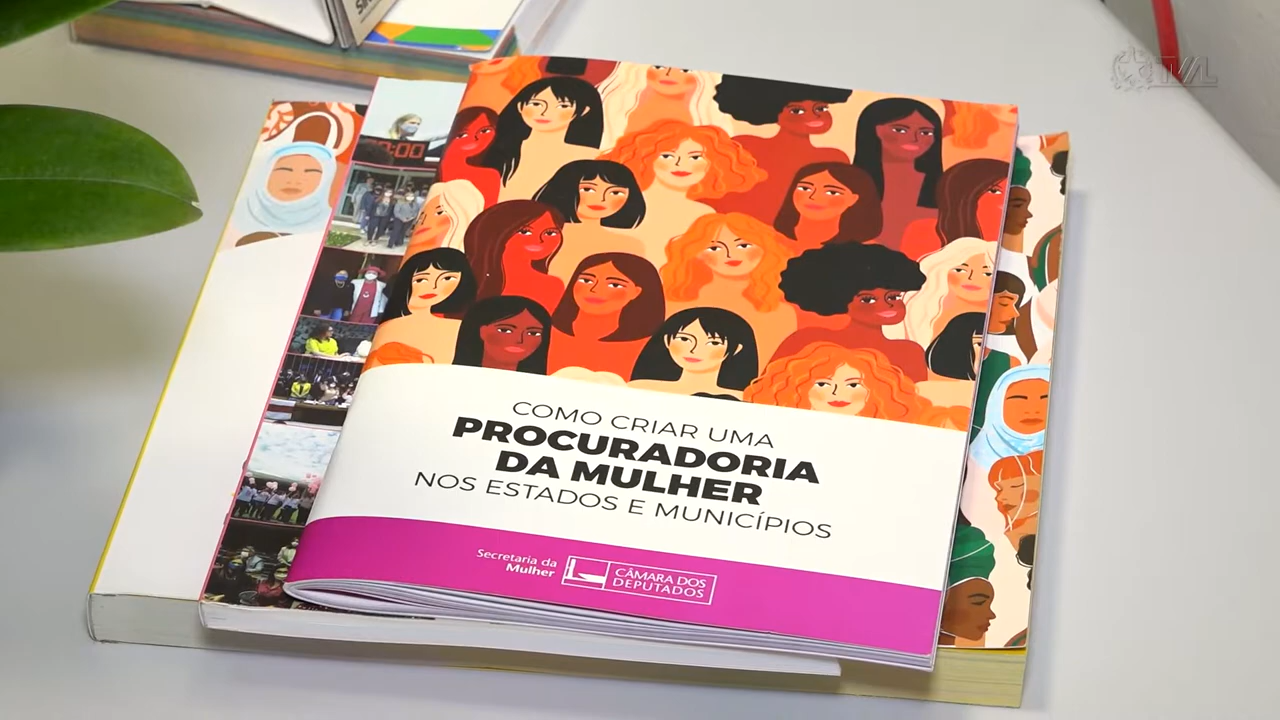 COMO CRIAR UMA
PROCURADORIA
DA MULHER
NOS ESTADOS E MUNICÍPIOS
Secretaria da
Mulher
CÂMARA DOS
DEPUTADOS